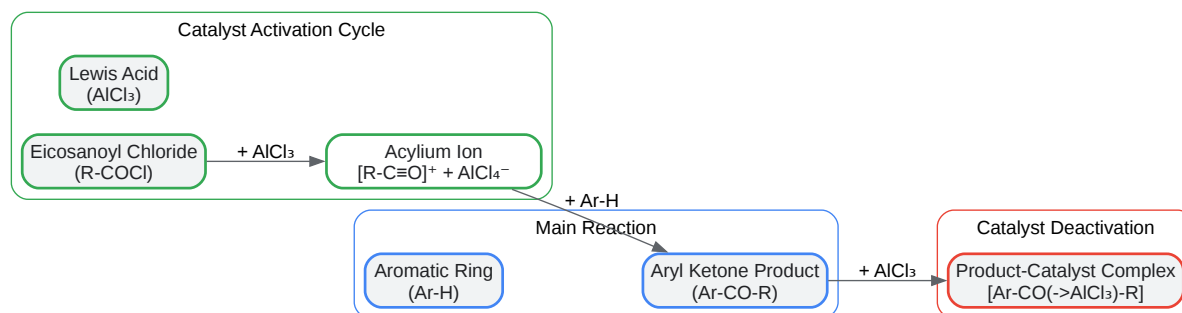 Catalyst Activation Cycle
Lewis Acid
(AlCl₃)
Eicosanoyl Chloride
(R-COCl)
+ AlCl₃
Acylium Ion
[R-C≡O]⁺ + AlCl₄⁻
+ Ar-H
Main Reaction
Aromatic Ring
(Ar-H)
Aryl Ketone Product
(Ar-CO-R)
+ AlCl₃
Catalyst Deactivation
Product-Catalyst Complex
[Ar-CO(->AlCl₃)-R]